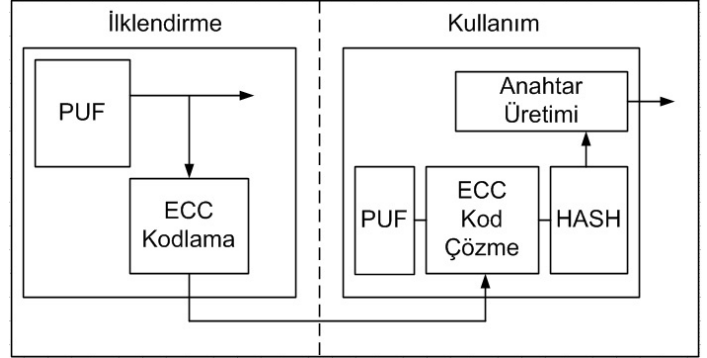 İlklendirme
PUF
ECC
Kodlama
Kullanım
Anahtar
Üretimi
PUF
ECC
Kod
Çözme
HASH